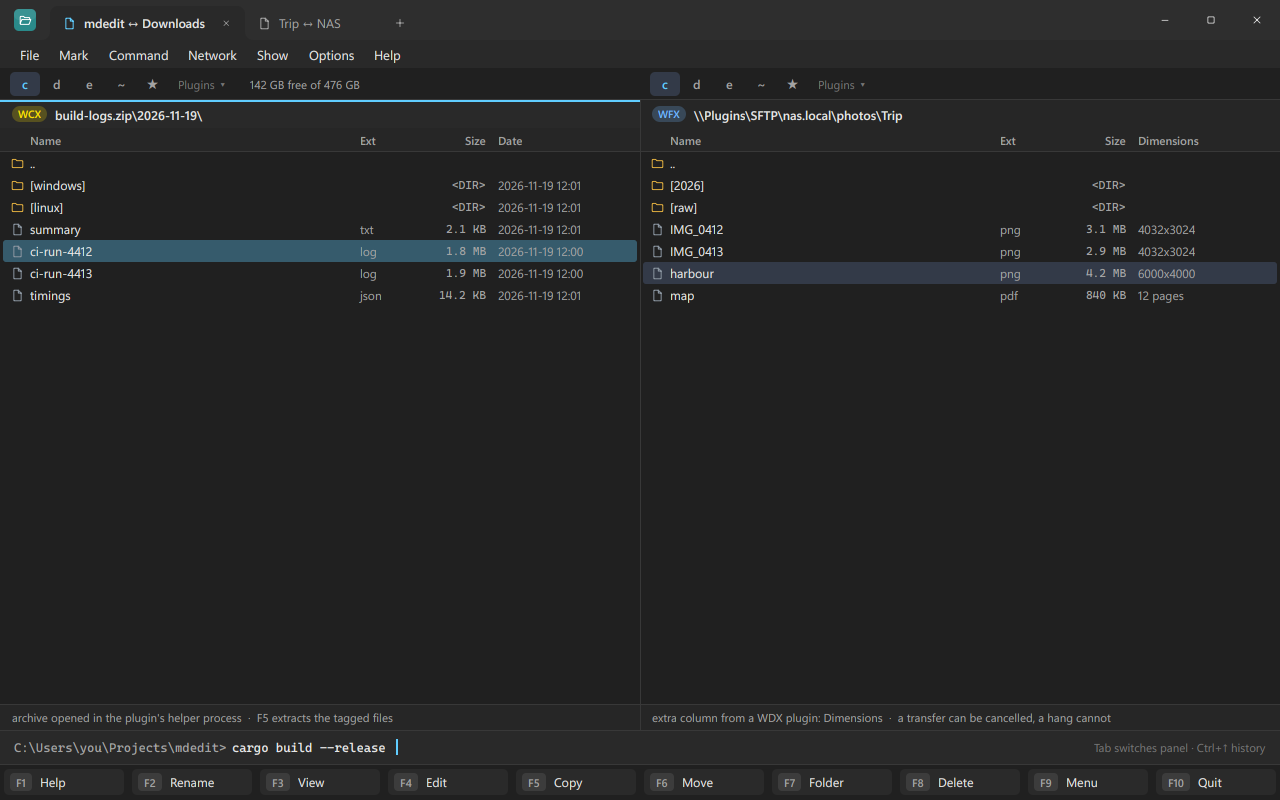 mdedit ↔ Downloads × Trip ↔ NAS +
File Mark Command Network Show Options Help
c d e ~ ★ Plugins ▾ 142 GB free of 476 GB
c d e ~ ★ Plugins ▾
WCX build-logs.zip\2026-11-19\
Name Ext Size Date
..
[windows] <DIR> 2026-11-19 12:01
[linux] <DIR> 2026-11-19 12:01
summary txt 2.1 KB 2026-11-19 12:01
ci-run-4412 log 1.8 MB 2026-11-19 12:00
ci-run-4413 log 1.9 MB 2026-11-19 12:00
timings json 14.2 KB 2026-11-19 12:01
archive opened in the plugin's helper process · F5 extracts the tagged files
WFX \\Plugins\SFTP\nas.local\photos\Trip
Name Ext Size Dimensions
..
[2026] <DIR>
[raw] <DIR>
IMG_0412 png 3.1 MB 4032x3024
IMG_0413 png 2.9 MB 4032x3024
harbour png 4.2 MB 6000x4000
map pdf 840 KB 12 pages
extra column from a WDX plugin: Dimensions · a transfer can be cancelled, a hang cannot
C:\Users\you\Projects\mdedit> cargo build --release
Tab switches panel · Ctrl+↑ history
F1 Help F2 Rename F3 View F4 Edit F5 Copy F6 Move F7 Folder F8 Delete F9 Menu F10 Quit